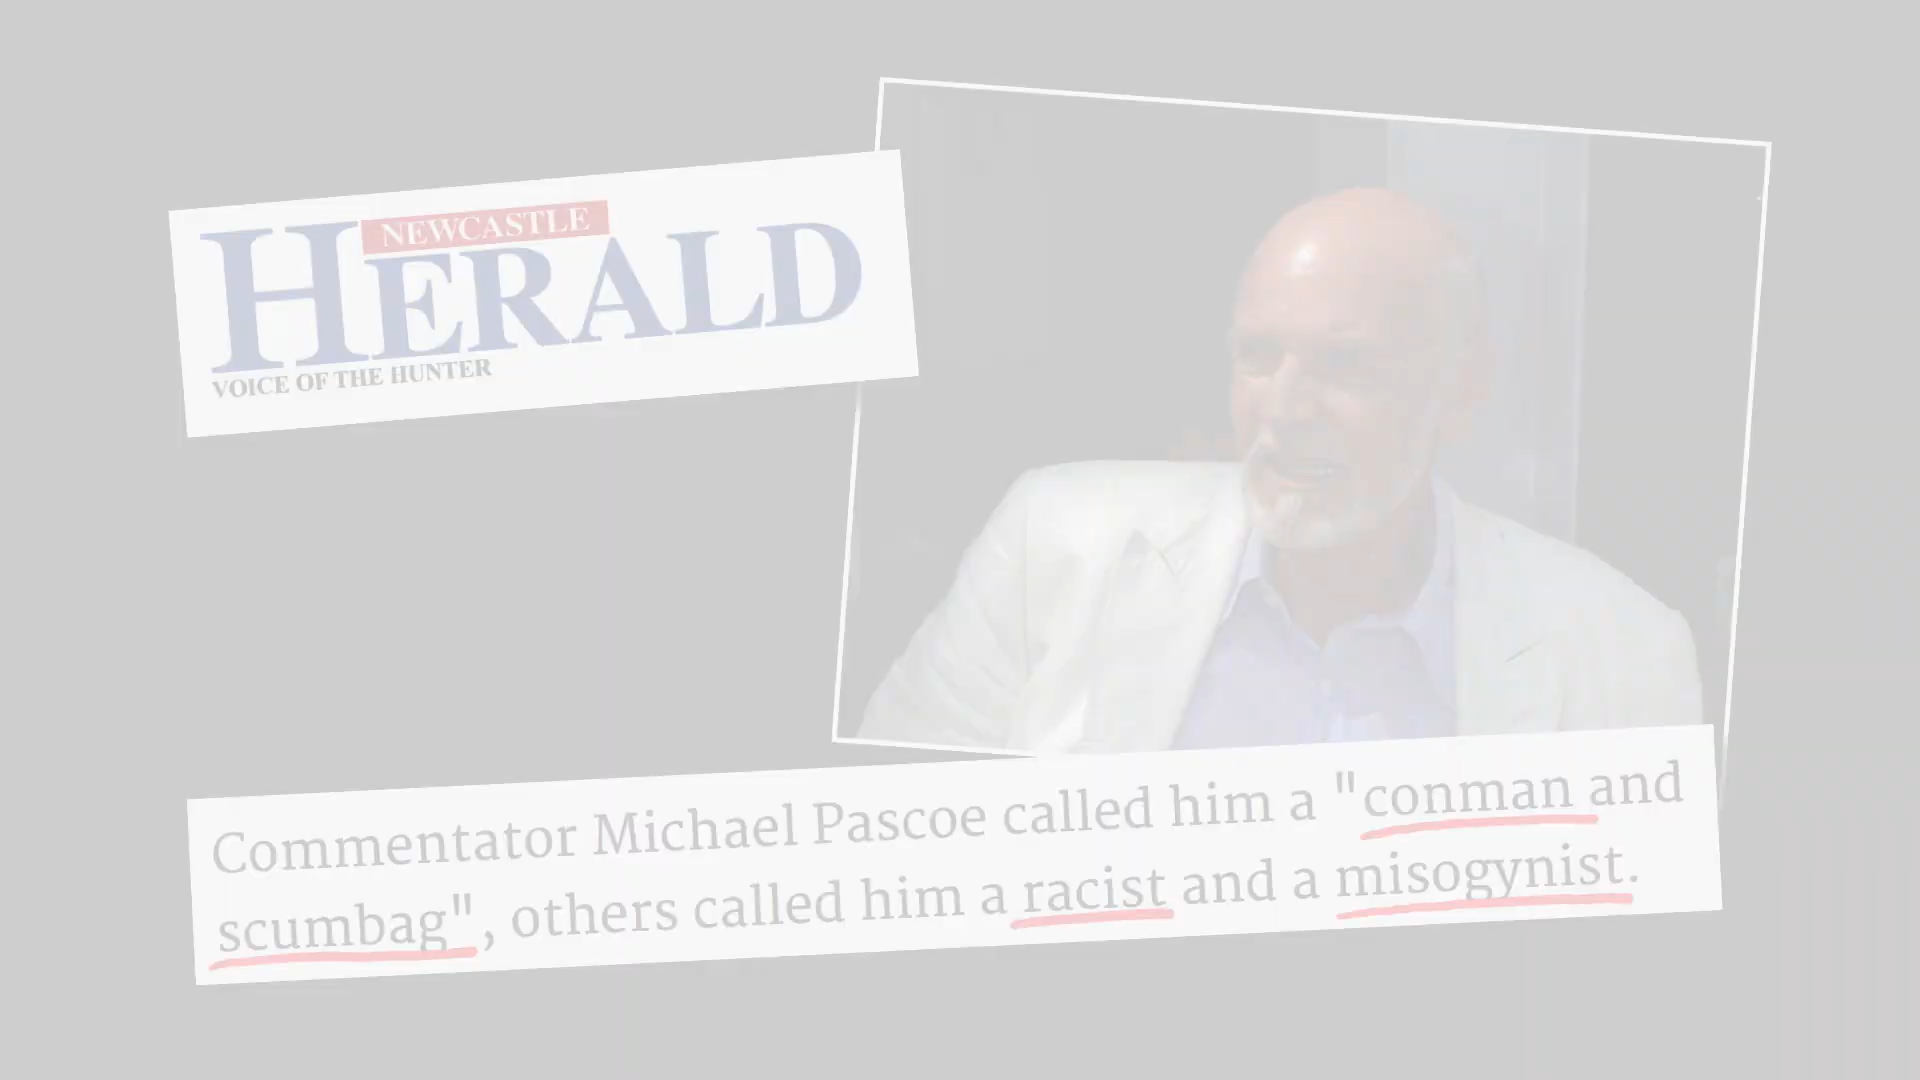 NEWCASTLE
HERALD
VOICE OF THE HUNTER
Commentator Michael Pascoe called him a "conman and
scumbag", others called him a racist and a misogynist.